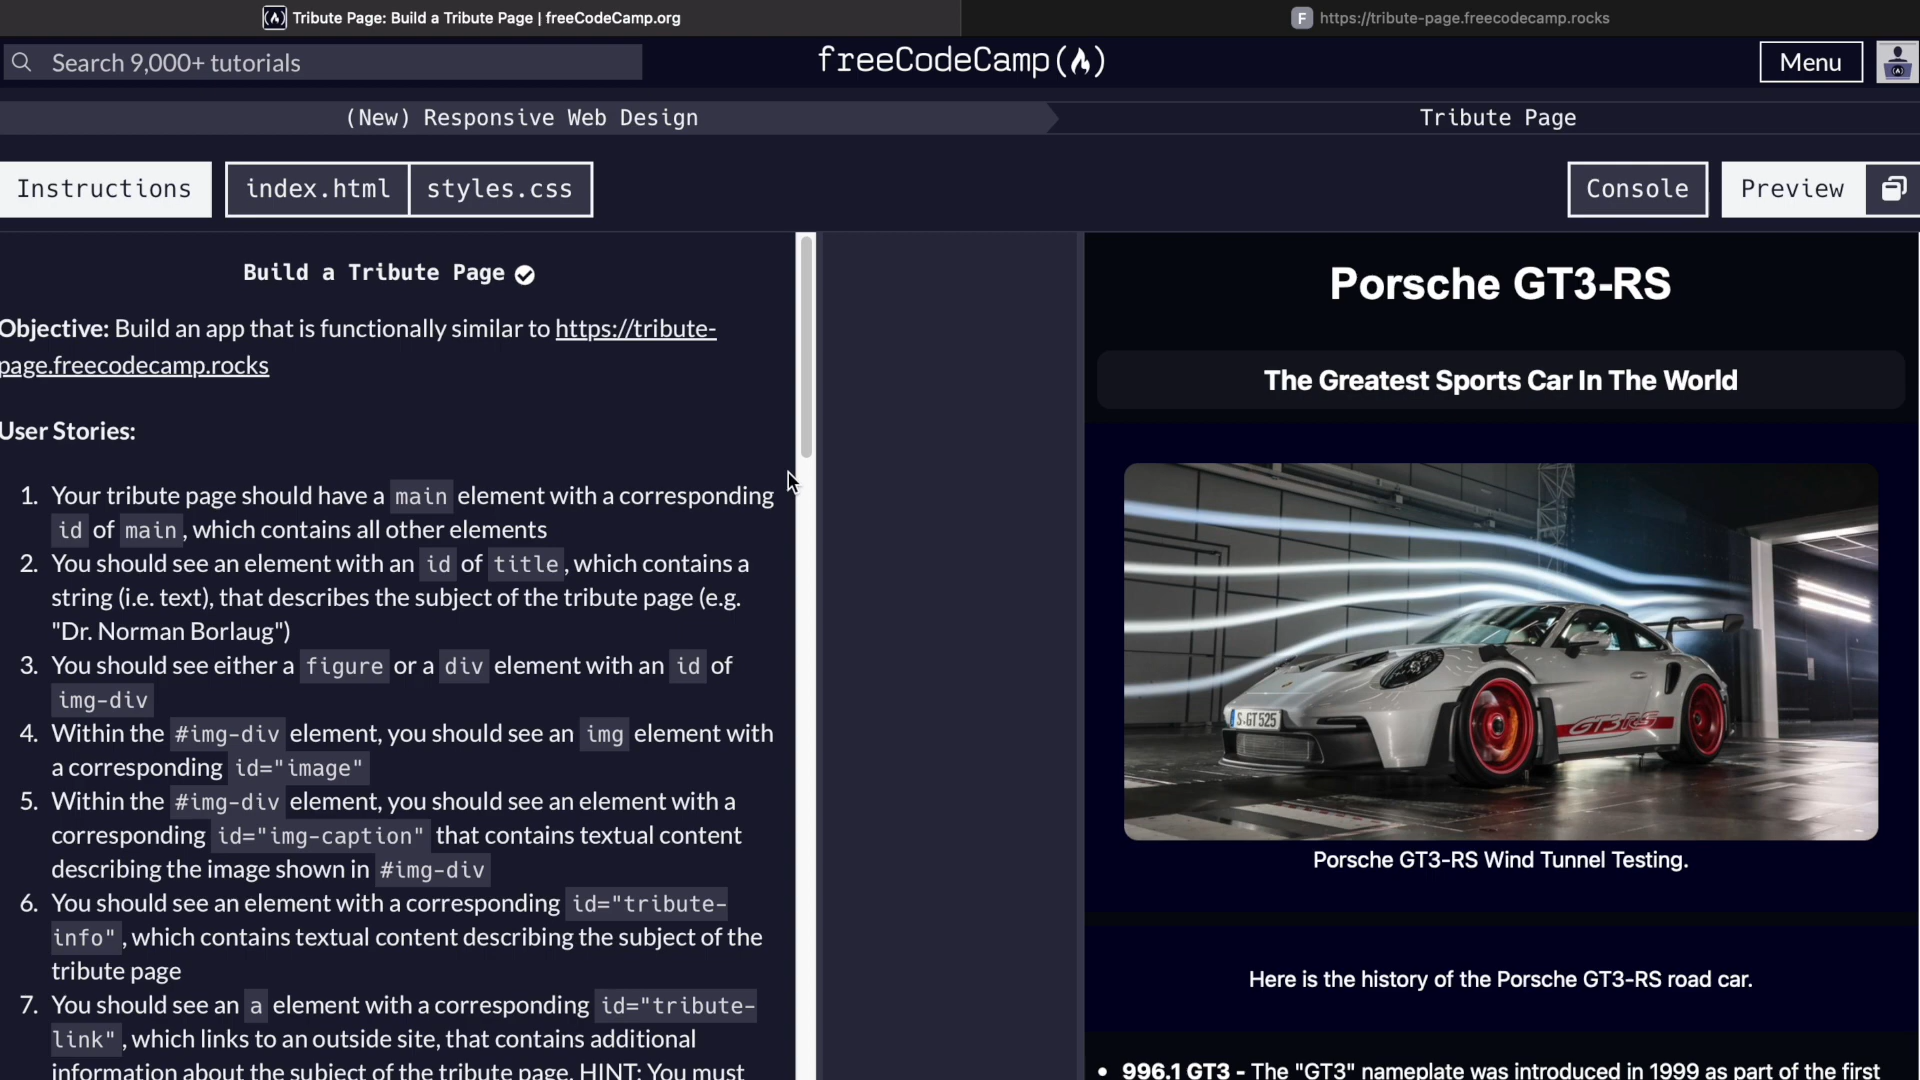 Tribute Page: Build a Tribute Page | freeCodeCamp.org
F https://tribute-page.freecodecamp.rocks
Search 9,000+ tutorials
freeCodeCamp
Menu
(New) Responsive Web Design
Tribute Page
Instructions
index.html
styles.css
Console
Preview
Build a Tribute Page
Objective: Build an app that is functionally similar to https://tribute-
page.freecodecamp.rocks
User Stories:
1. Your tribute page should have a main element with a corresponding
id of main, which contains all other elements
2. You should see an element with an id of title, which contains a
string (i.e. text), that describes the subject of the tribute page (e.g.
"Dr. Norman Borlaug")
3. You should see either a figure or a div element with an id of
img-div
4. Within the #img-div element, you should see an img element with
a corresponding id="image"
5. Within the #img-div element, you should see an element with a
corresponding id="img-caption" that contains textual content
describing the image shown in #img-div
6. You should see an element with a corresponding id="tribute-
info", which contains textual content describing the subject of the
tribute page
7. You should see an a element with a corresponding id="tribute-
link", which links to an outside site, that contains additional
information about the subject of the tribute page. HINT: You must
Porsche GT3-RS
The Greatest Sports Car In The World
S·GT 525
GT3 RS
Porsche GT3-RS Wind Tunnel Testing.
Here is the history of the Porsche GT3-RS road car.
• 996.1 GT3 - The "GT3" nameplate was introduced in 1999 as part of the first